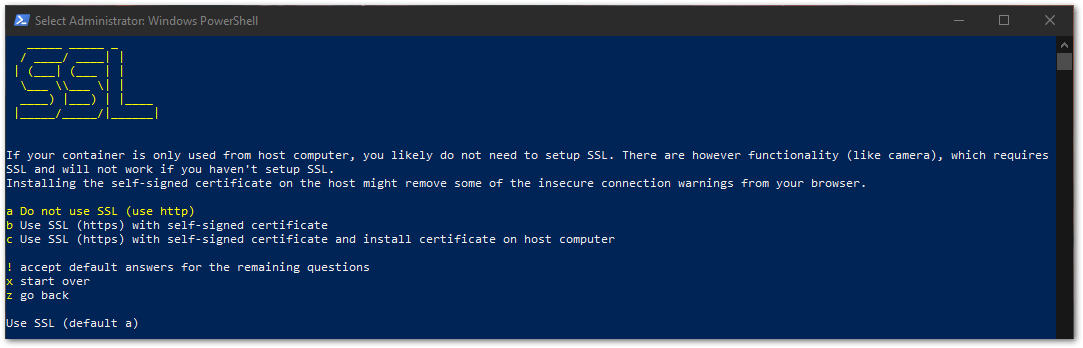 Select Administrator: Windows PowerShell
SSL
If your container is only used from host computer, you likely do not need to setup SSL. There are however functionality (like camera), which requires
SSL and will not work if you haven't setup SSL.
Installing the self-signed certificate on the host might remove some of the insecure connection warnings from your browser.
a Do not use SSL (use http)
b Use SSL (https) with self-signed certificate
c Use SSL (https) with self-signed certificate and install certificate on host computer
! accept default answers for the remaining questions
x start over
z go back
Use SSL (default a)